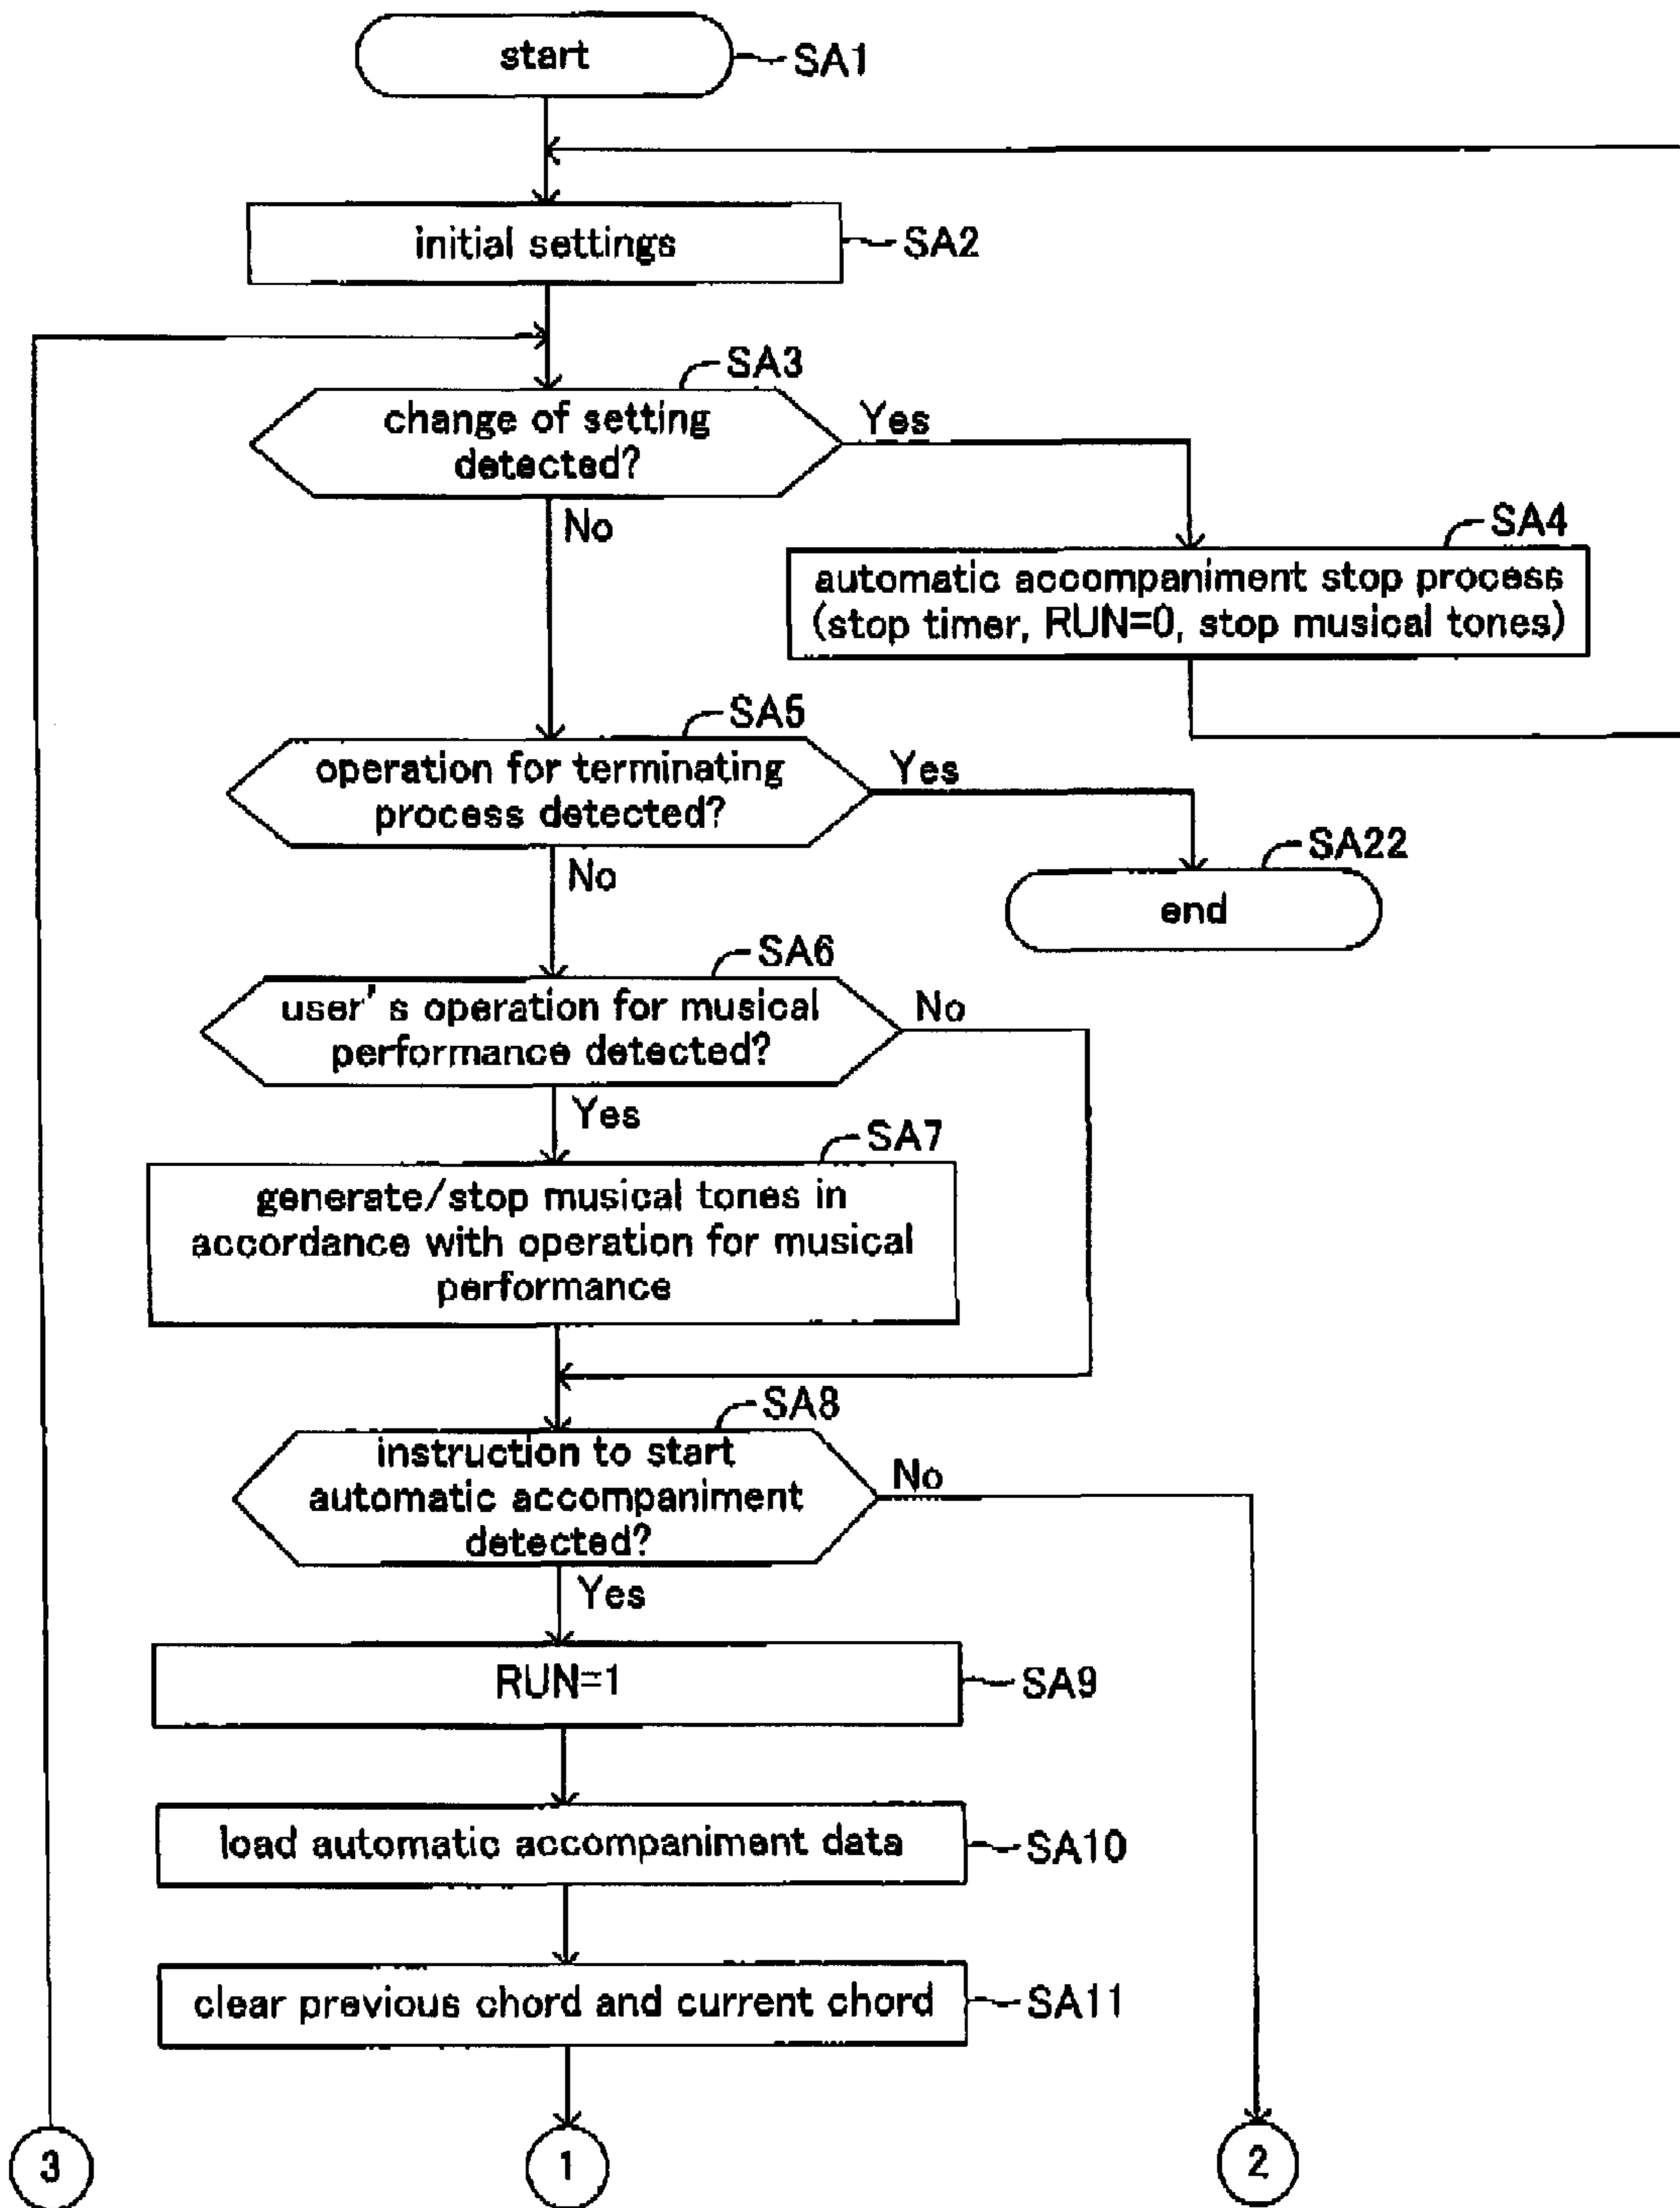 start
SA1
initial settings
SA2
SA3
change of setting
detected?
Yes
No
SA4
automatic accompaniment stop process
(stop timer, RUN=0, stop musical tones)
SA5
operation for terminating
process detected?
Yes
No
SA22
end
SA6
user's operation for musical
performance detected?
No
Yes
SA7
generate/stop musical tones in
accordance with operation for musical
performance
SA8
instruction to start
automatic accompaniment
detected?
No
Yes
RUN=1
SA9
load automatic accompaniment data
SA10
clear previous chord and current chord
SA11
3
1
2